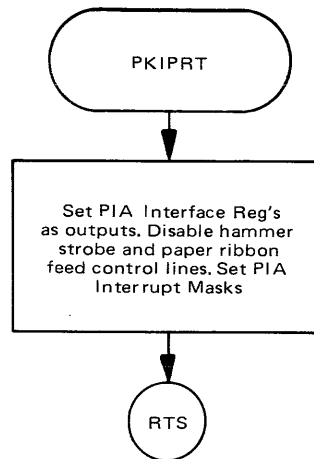 PKIPRT
Set PIA Interface Reg's
as outputs. Disable hammer
strobe and paper ribbon
feed control lines. Set PIA
Interrupt Masks
RTS